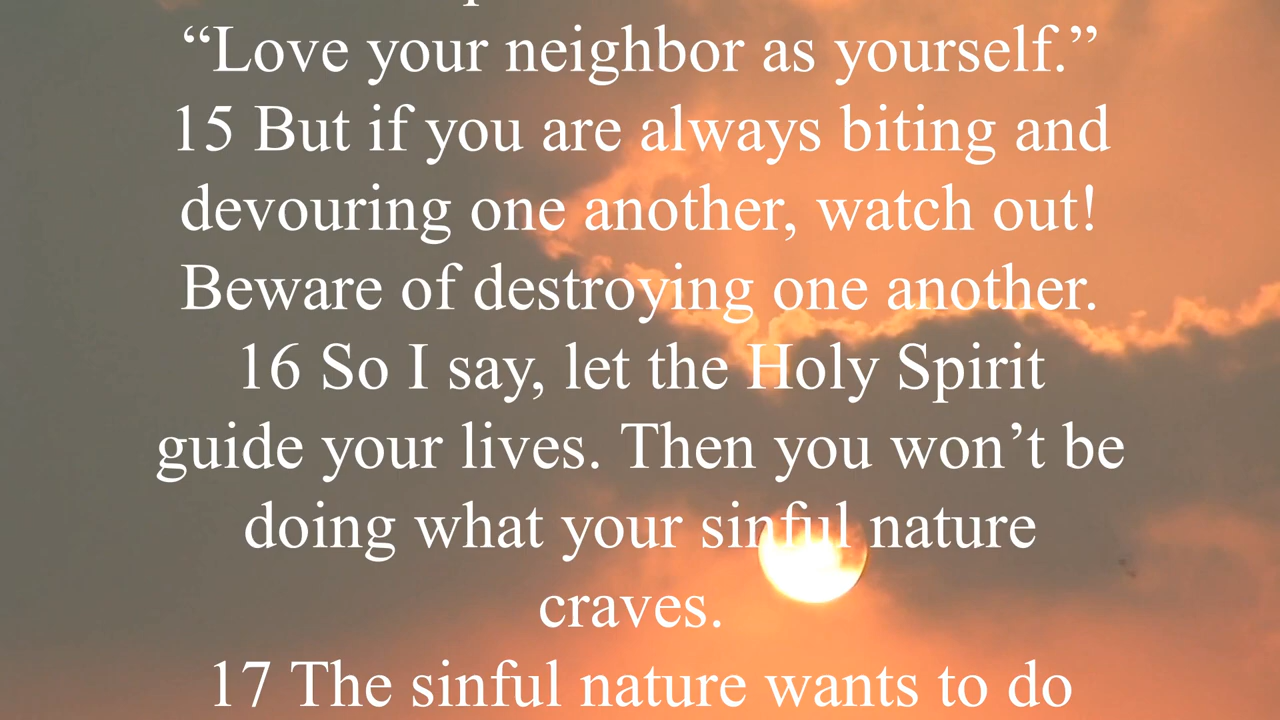 “Love your neighbor as yourself.”
15 But if you are always biting and
devouring one another, watch out!
Beware of destroying one another.
16 So I say, let the Holy Spirit
guide your lives. Then you won’t be
doing what your sinful nature
craves.
17 The sinful nature wants to do